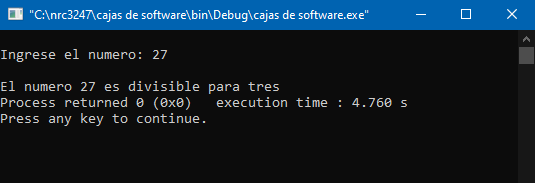 "C:\nrc3247\cajas de software\bin\Debug\cajas de software.exe"
Ingrese el numero: 27
El numero 27 es divisible para tres
Process returned 0 (0x0)   execution time : 4.760 s
Press any key to continue.